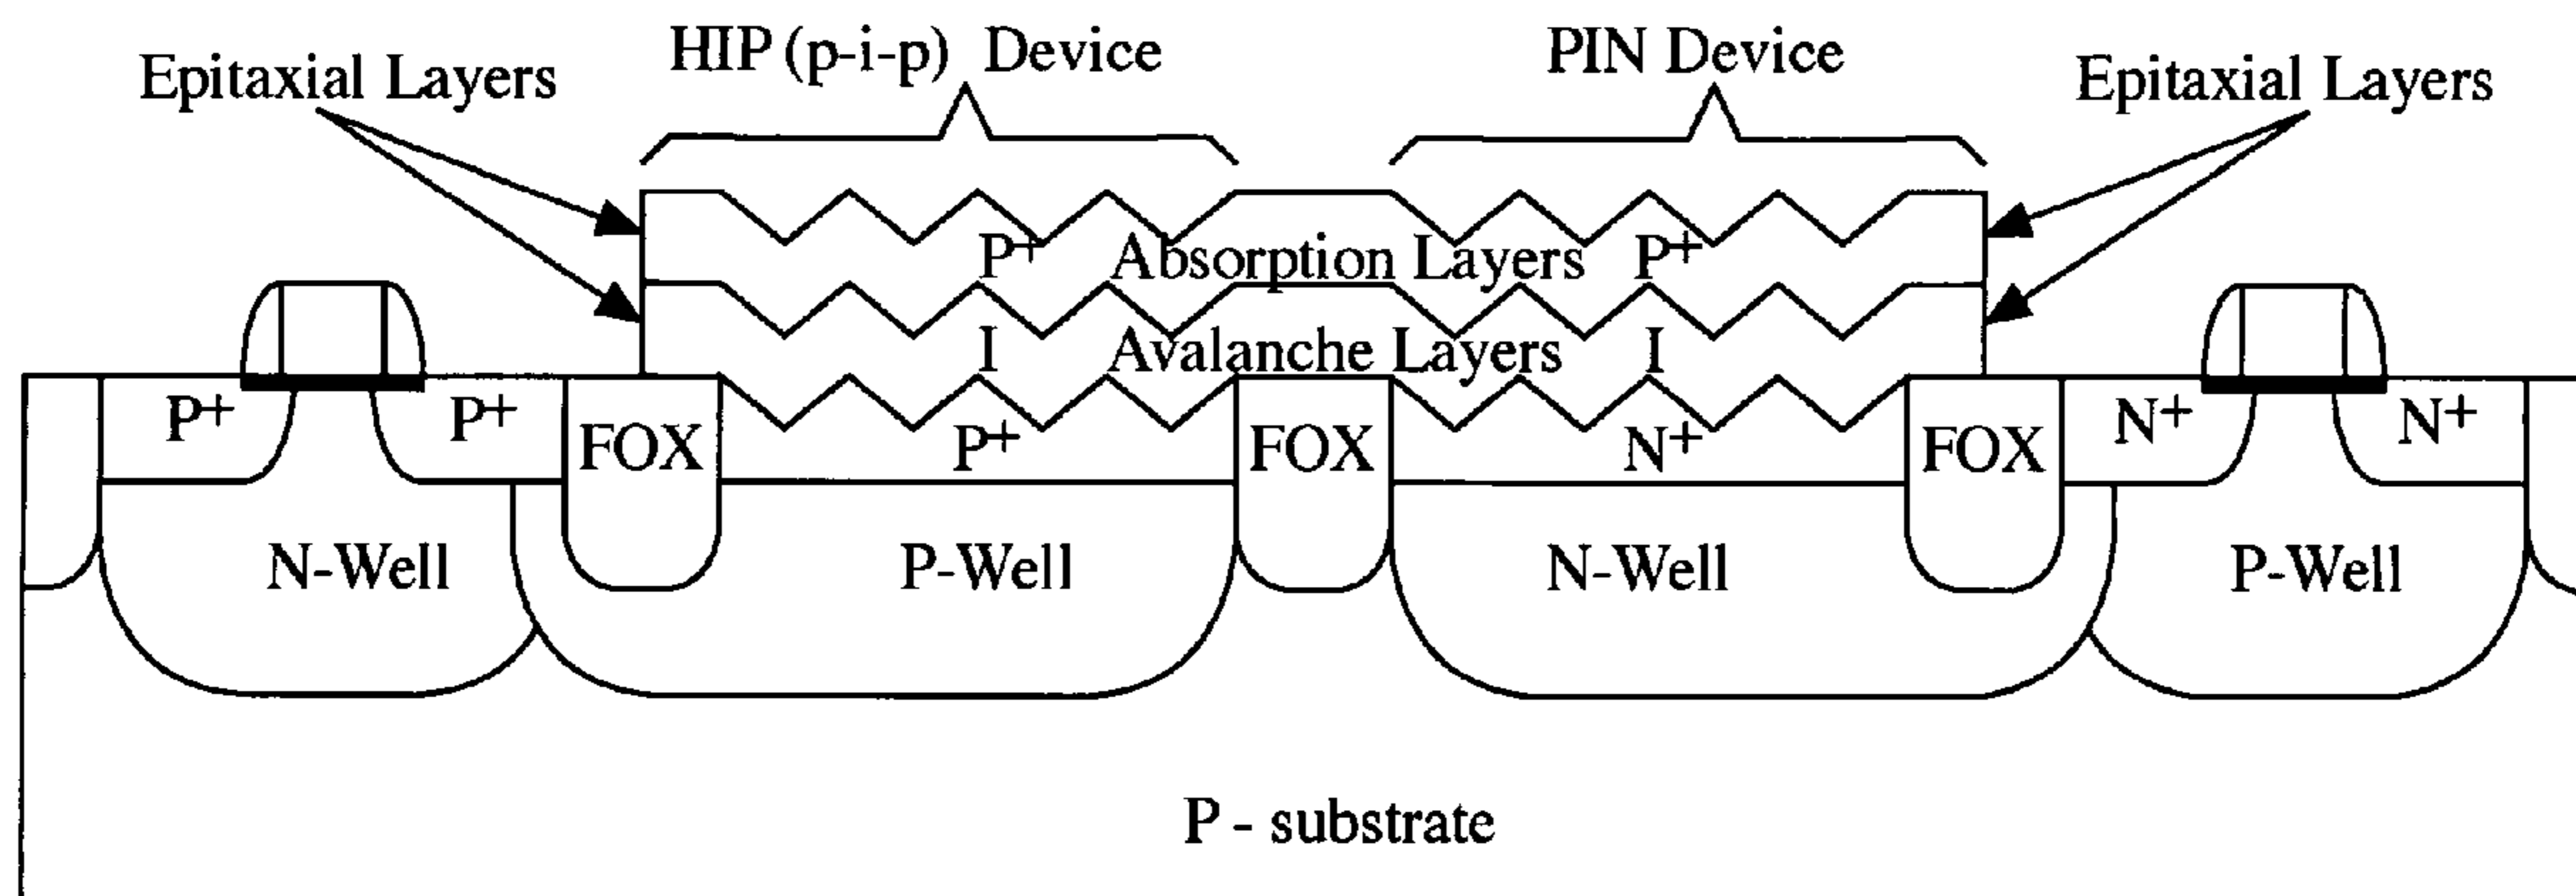 HIP (p-i-p) Device
PIN Device
Epitaxial Layers
Epitaxial Layers
P+ Absorption Layers P+
I Avalanche Layers I
P+ P+ FOX P+ FOX N+ FOX N+ N+
N-Well P-Well N-Well P-Well
P - substrate